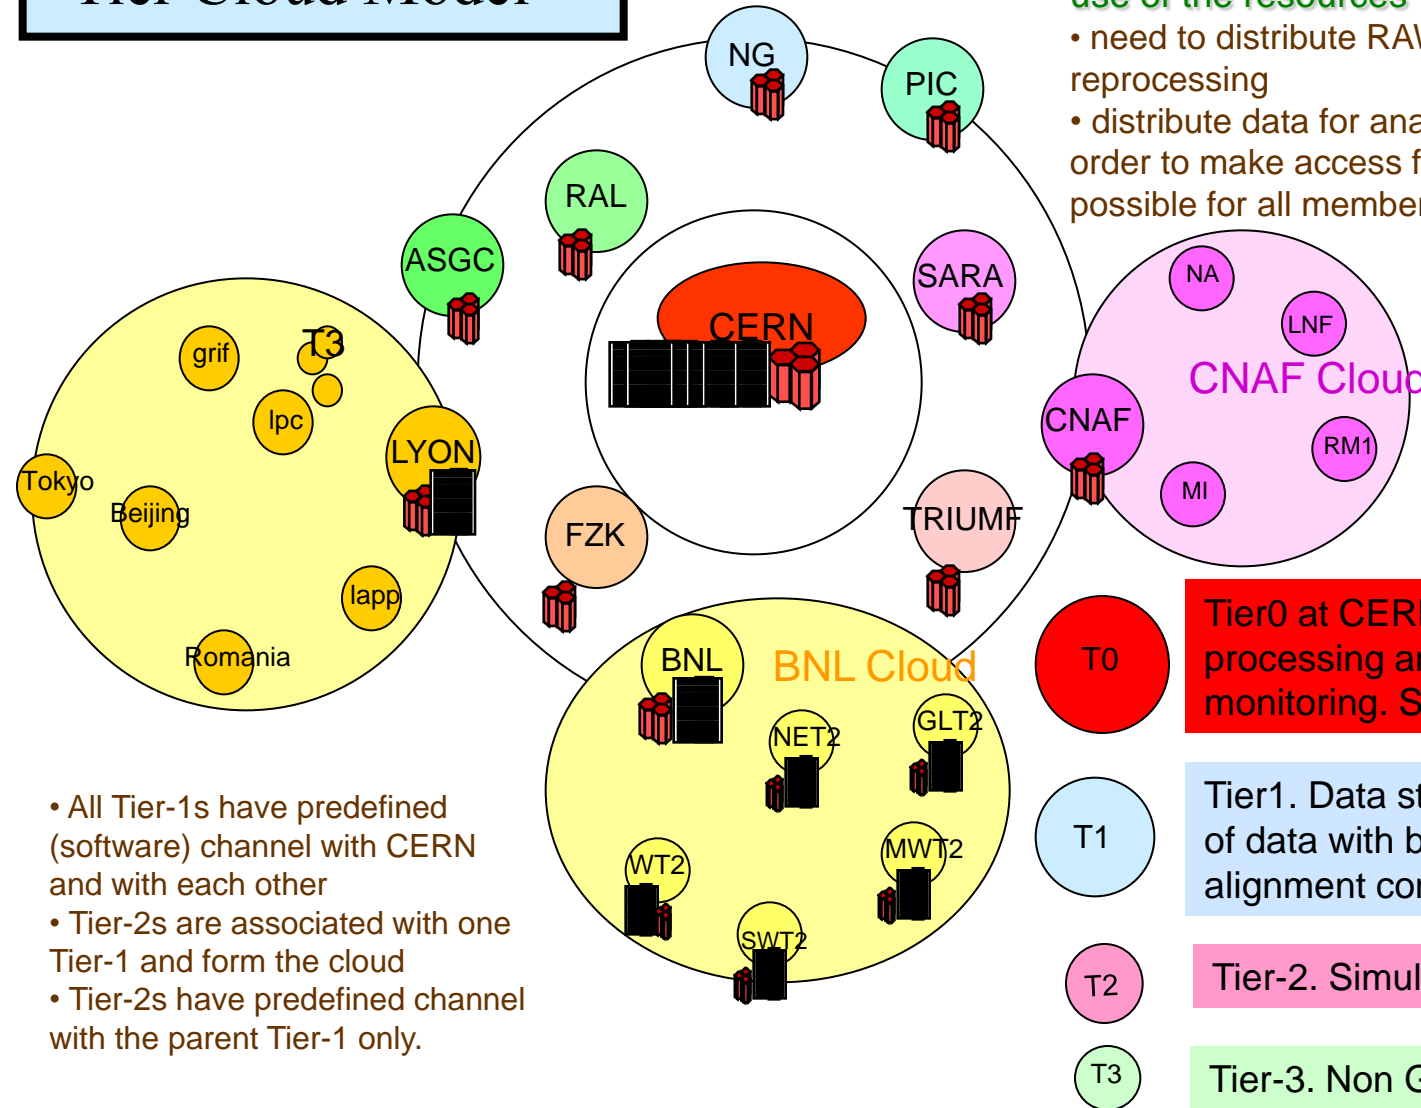 Tier Cloud Model
use of the resources
• need to distribute RAW
reprocessing
• distribute data for ana
order to make access f
possible for all member
NG
PIC
RAL
ASGC
SARA
CERN
NA
LNF
CNAF Cloud
CNAF
RM1
MI
grif
T3
lpc
LYON
Tokyo
Beijing
lapp
Romania
FZK
TRIUMF
BNL
BNL Cloud
NET2
GLT2
WT2
MWT2
SWT2
T0
Tier0 at CERN
processing an
monitoring. S
T1
Tier1. Data st
of data with b
alignment con
T2
Tier-2. Simul
T3
Tier-3. Non G
• All Tier-1s have predefined
(software) channel with CERN
and with each other
• Tier-2s are associated with one
Tier-1 and form the cloud
• Tier-2s have predefined channel
with the parent Tier-1 only.